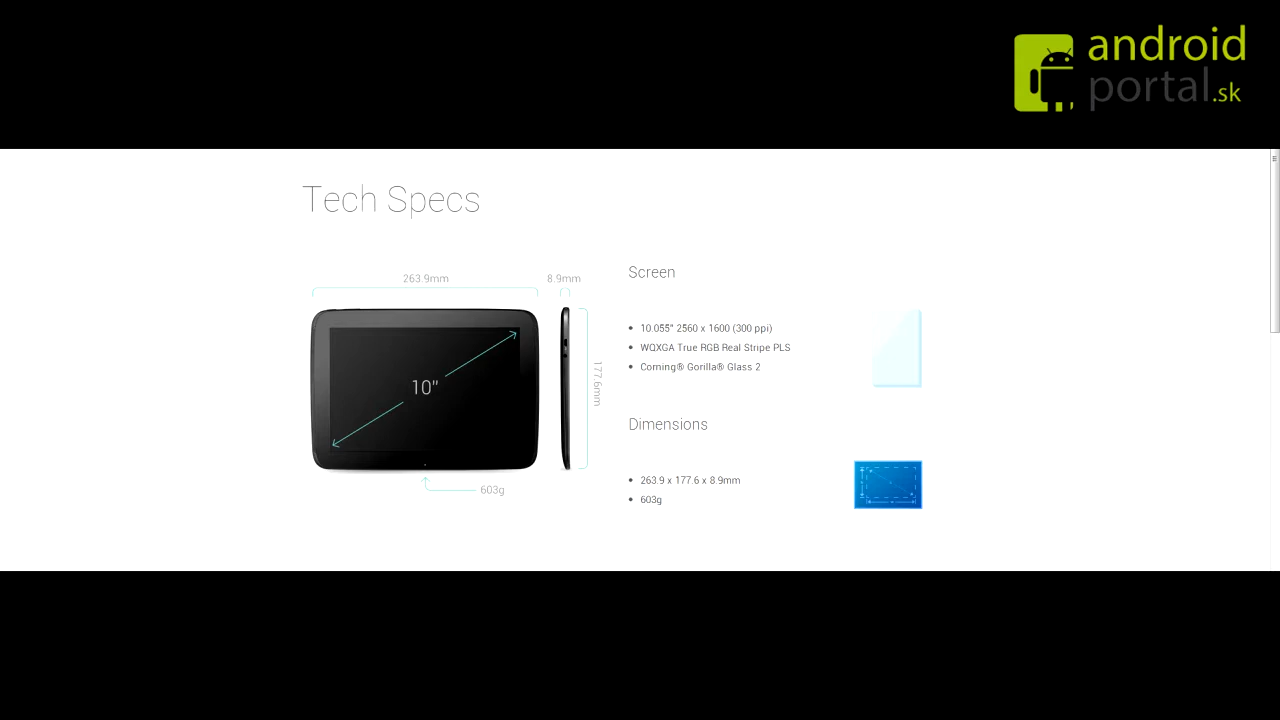 android
portal.sk
Tech Specs
263.9mm
8.9mm
10"
177.6mm
603g
Screen
10.055" 2560 x 1600 (300 ppi)
WQXGA True RGB Real Stripe PLS
Corning® Gorilla® Glass 2
Dimensions
263.9 x 177.6 x 8.9mm
603g